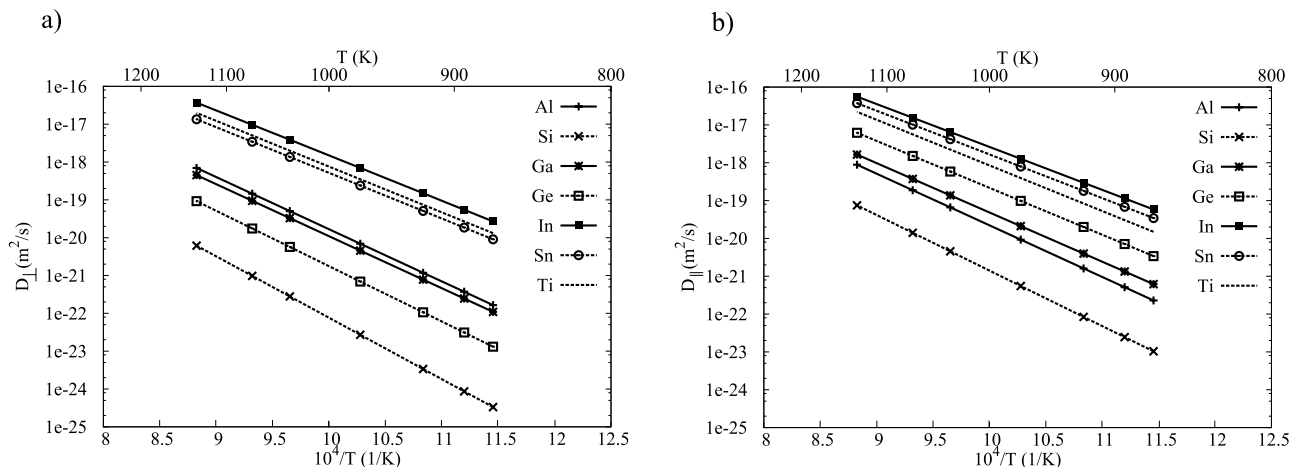 a)
T (K)
1200 1100 1000 900 800
1e-16
1e-17
1e-18
1e-19
1e-20
1e-21
1e-22
1e-23
1e-24
1e-25
D⊥(m²/s)
Al
Si
Ga
Ge
In
Sn
Ti
8 8.5 9 9.5 10 10.5 11 11.5 12 12.5
10⁴/T (1/K)
b)
T (K)
1200 1100 1000 900 800
1e-16
1e-17
1e-18
1e-19
1e-20
1e-21
1e-22
1e-23
1e-24
1e-25
D∥(m²/s)
Al
Si
Ga
Ge
In
Sn
Ti
8 8.5 9 9.5 10 10.5 11 11.5 12 12.5
10⁴/T (1/K)